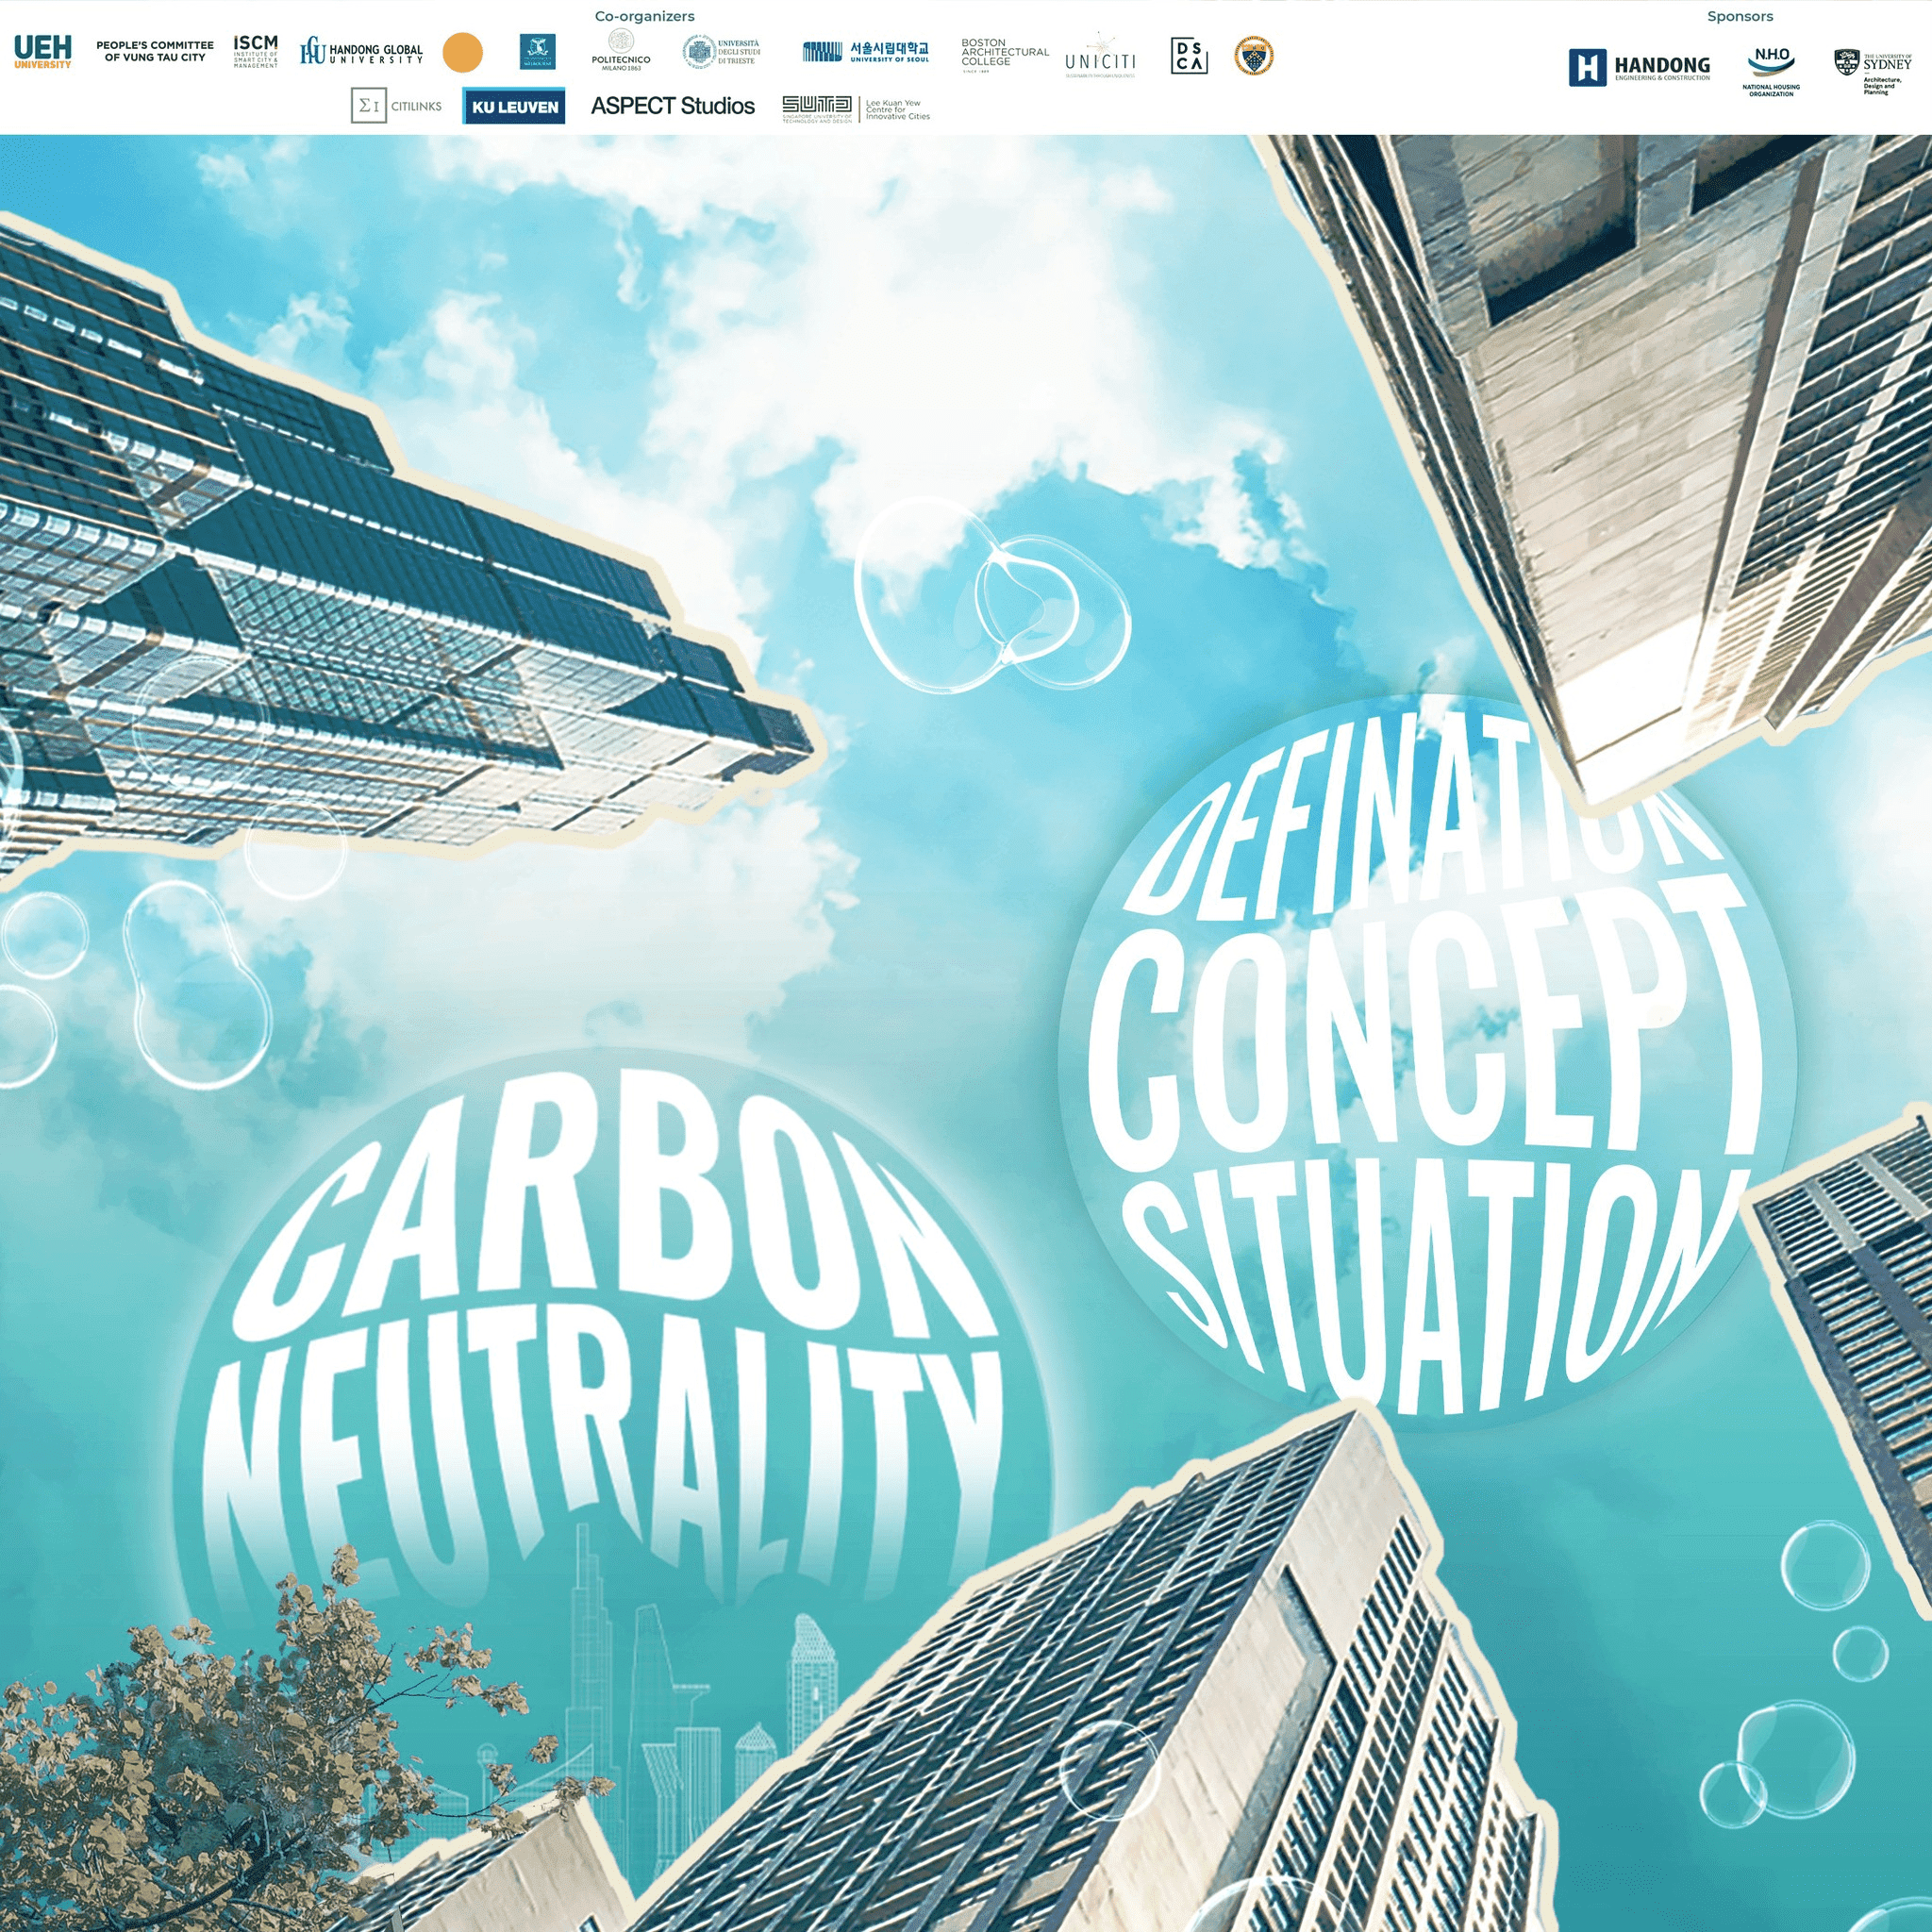 Co-organizers
Sponsors
UEH
UNIVERSITY
PEOPLE'S COMMITTEE
OF VUNG TAU CITY
ISCM
INSTITUTE OF
SMART CITY &
MANAGEMENT
HGU
HANDONG GLOBAL
UNIVERSITY
POLITECNICO
MILANO 1863
UNIVERSITÀ
DEGLI STUDI
DI TRIESTE
서울시립대학교
UNIVERSITY OF SEOUL
BOSTON
ARCHITECTURAL
COLLEGE
UNICITI
DS
CA
H
HANDONG
ENGINEERING & CONSTRUCTION
N.H.O
NATIONAL HOUSING
ORGANIZATION
THE UNIVERSITY OF
SYDNEY
Architecture,
Design and
Planning
ΣI
CITILINKS
KU LEUVEN
ASPECT Studios
SUTD
SINGAPORE UNIVERSITY OF
TECHNOLOGY AND DESIGN
Lee Kuan Yew
Centre for
Innovative Cities
DEFINATION
CONCEPT
SITUATION
CARBON
NEUTRALITY